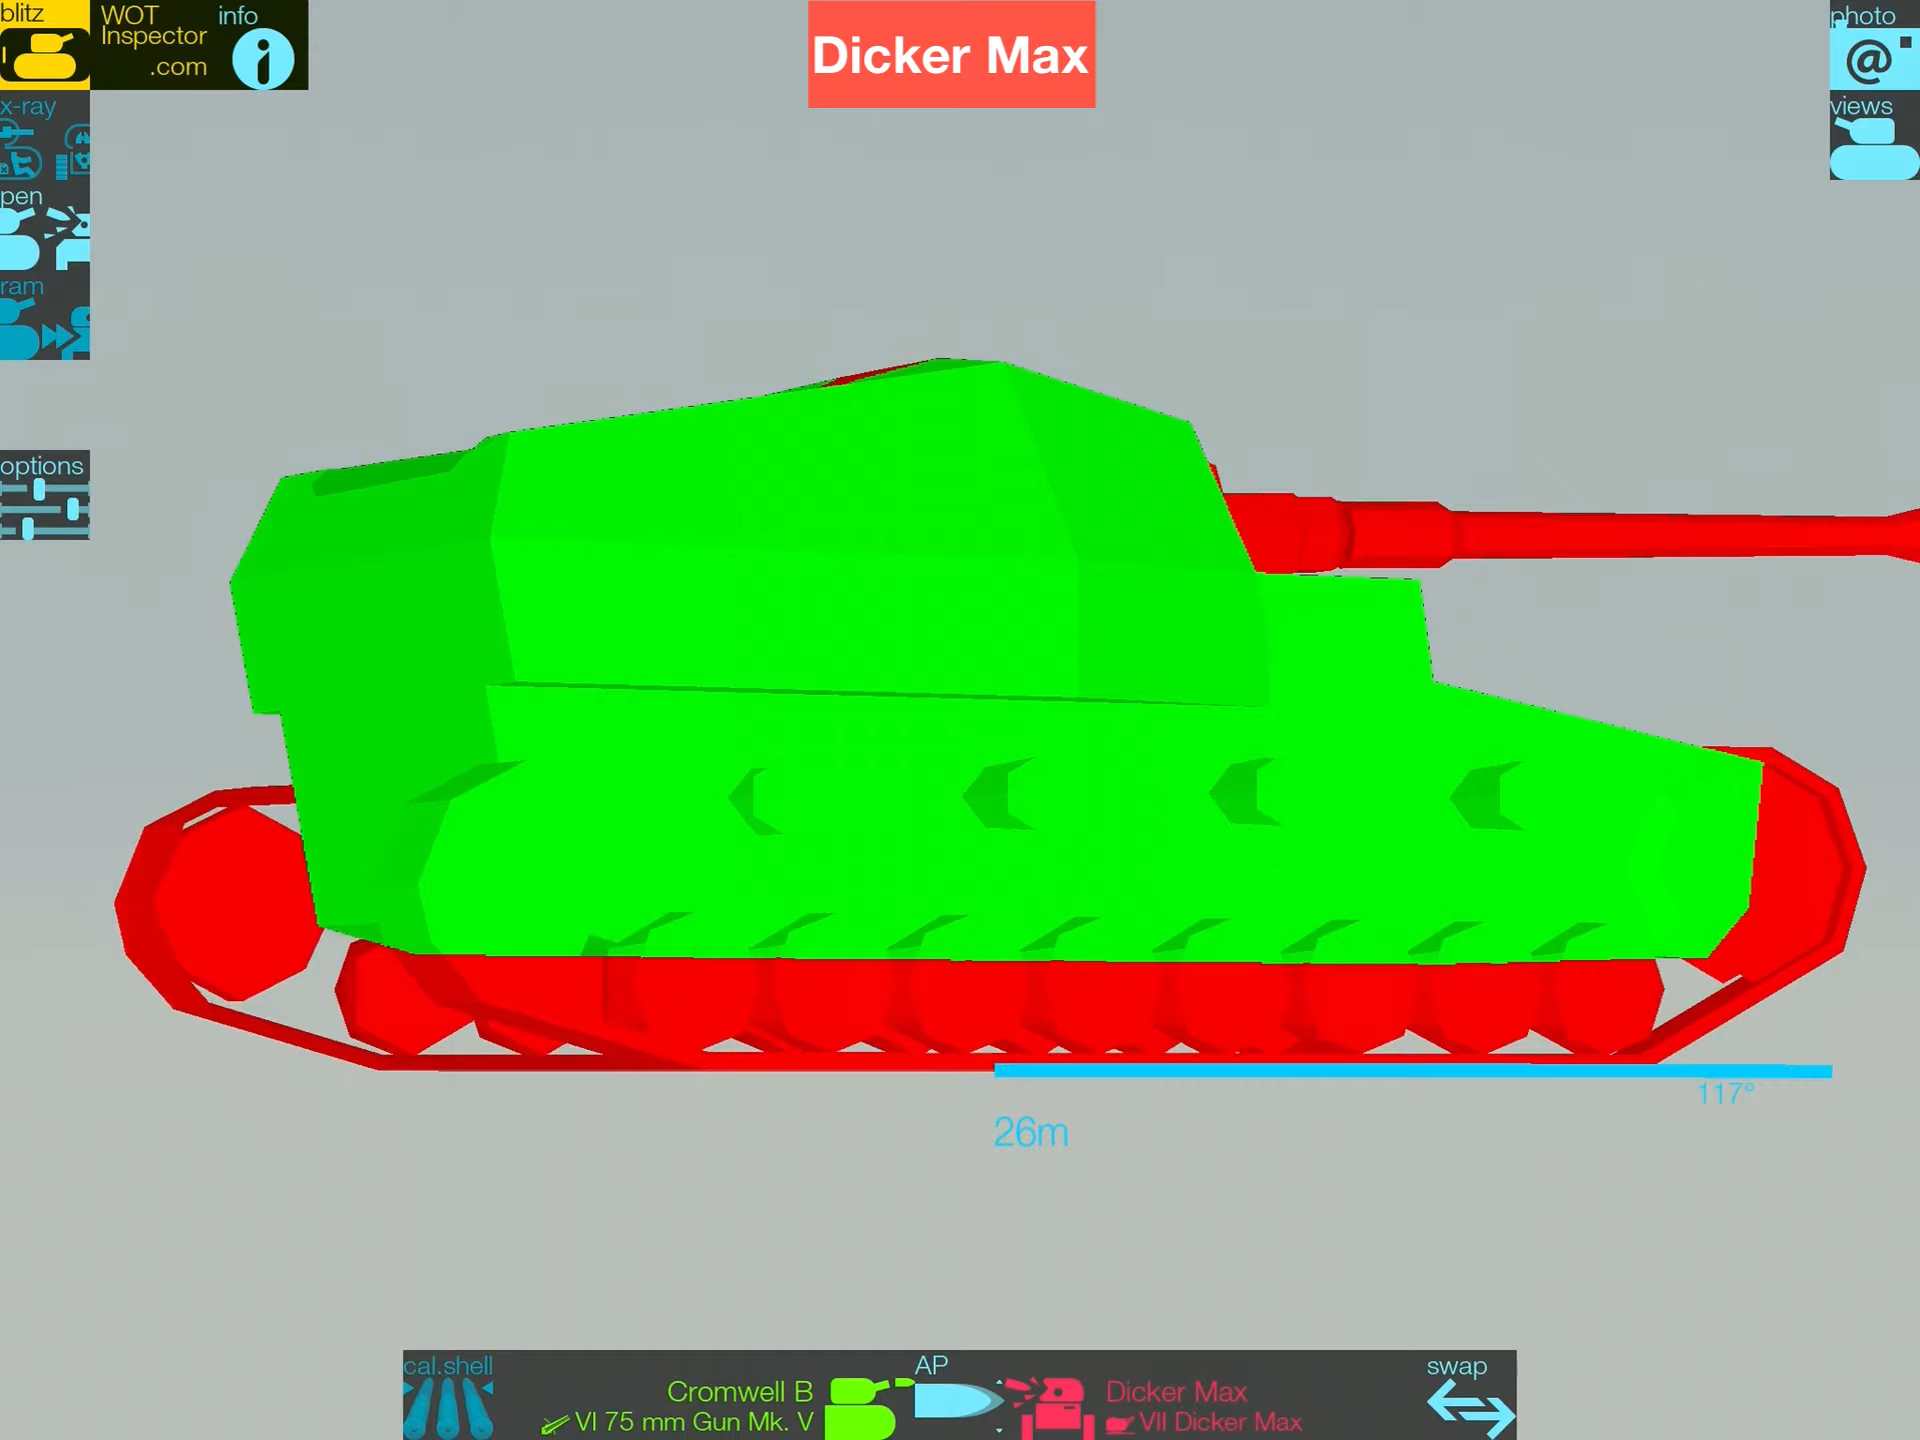 blitz
WOT
Inspector
.com
info
Dicker Max
photo
@
x-ray
views
pen
ram
options
117°
26m
cal.shell
AP
swap
Cromwell B
Dicker Max
VI 75 mm Gun Mk. V
VII Dicker Max